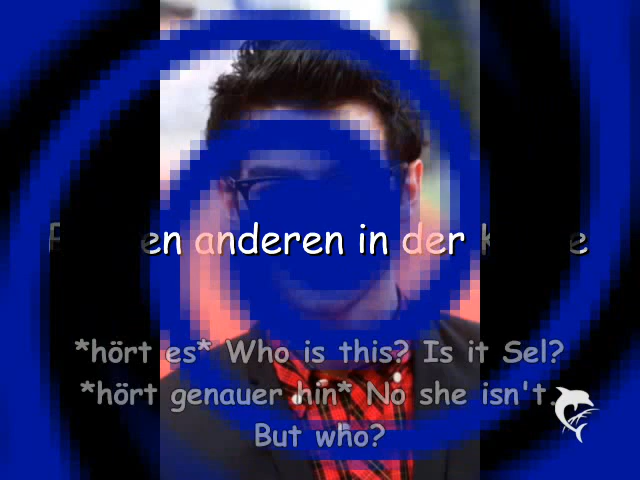 anderen in der
*hört es* Who is this? Is it Sel?
*hört genauer hin* No she isn't.
But who?